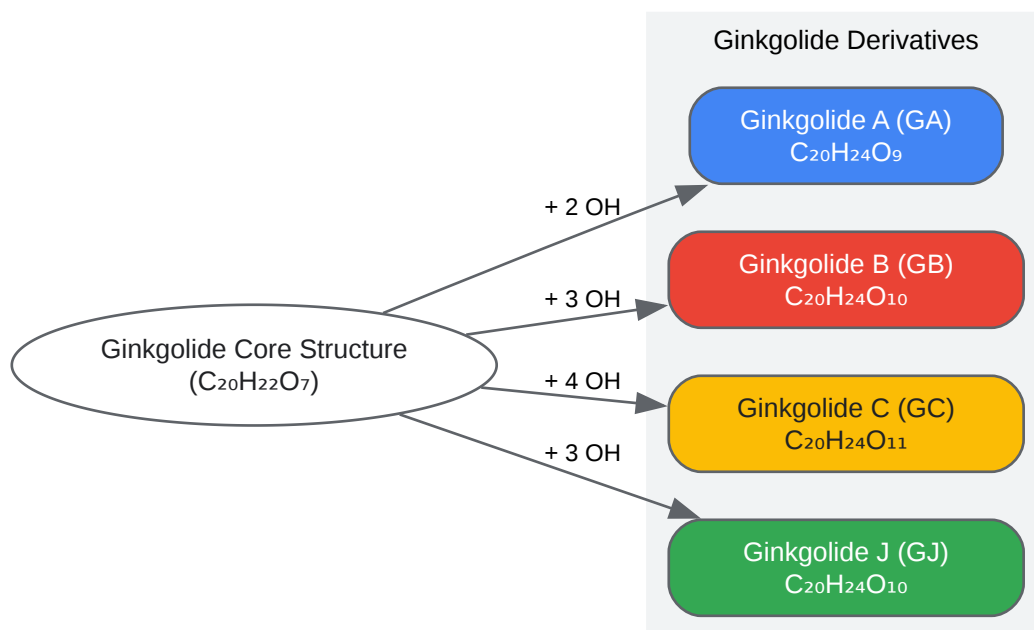 Ginkgolide Derivatives
Ginkgolide A (GA)
C₂₀H₂₄O₉
+ 2 OH
Ginkgolide B (GB)
C₂₀H₂₄O₁₀
+ 3 OH
Ginkgolide Core Structure
(C₂₀H₂₂O₇)
+ 4 OH
Ginkgolide C (GC)
C₂₀H₂₄O₁₁
+ 3 OH
Ginkgolide J (GJ)
C₂₀H₂₄O₁₀